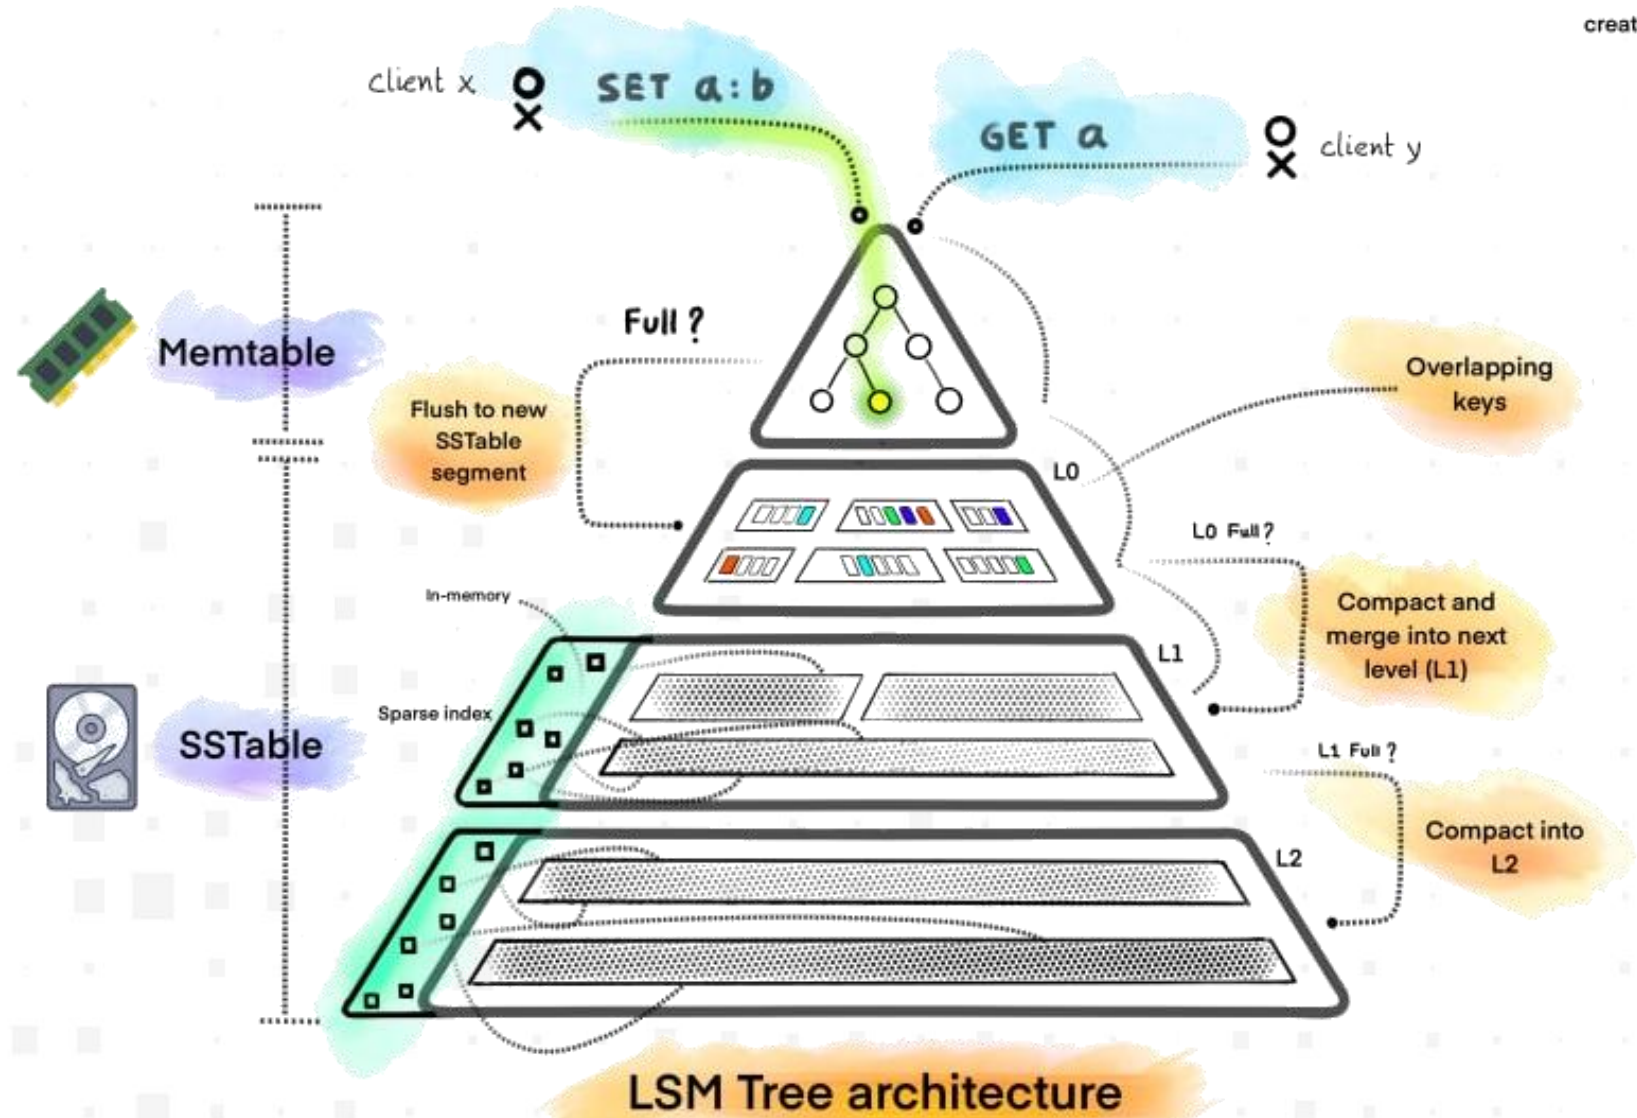 creat
client x
SET a:b
GET a
client y
Full?
Memtable
Flush to new
SSTable
segment
Overlapping
keys
L0
L0 Full?
In-memory
Compact and
merge into next
level (L1)
L1
Sparse index
SSTable
L1 Full?
Compact into
L2
L2
LSM Tree architecture